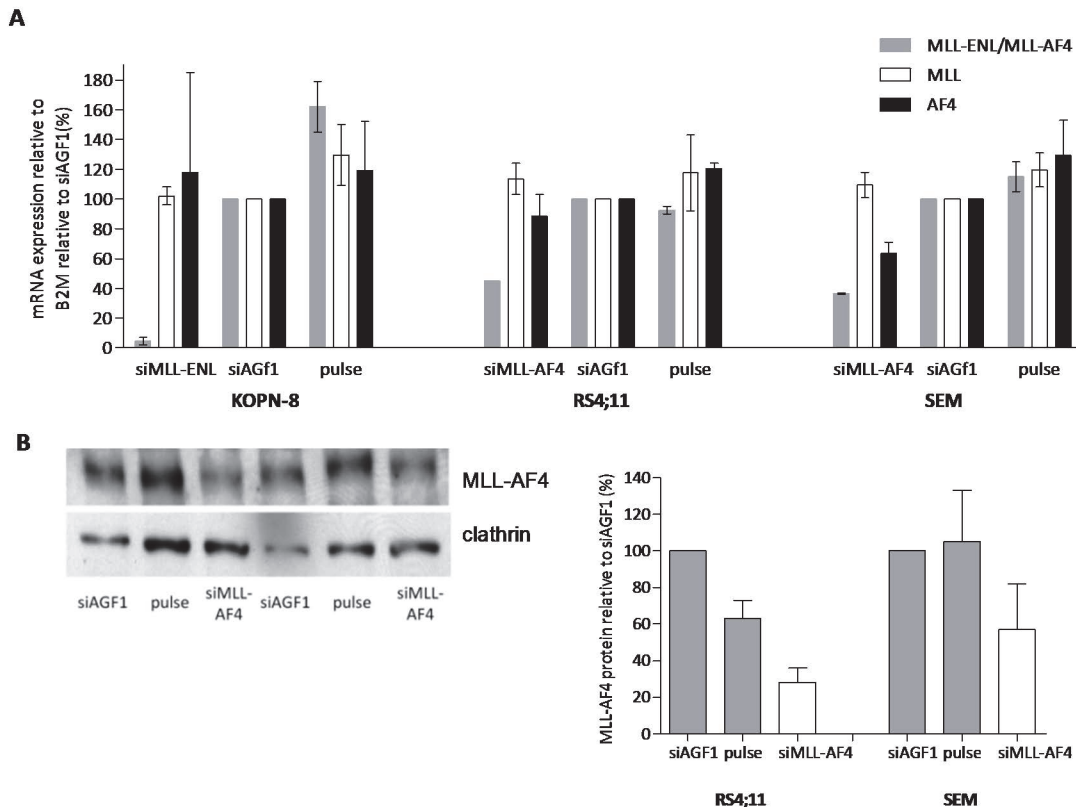 A
MLL-ENL/MLL-AF4
MLL
AF4
mRNA expression relative to
B2M relative to siAGF1(%)
180
160
140
120
100
80
60
40
20
0
siMLL-ENL siAGf1 pulse
siMLL-AF4 siAGf1 pulse
siMLL-AF4 siAGf1 pulse
KOPN-8
RS4;11
SEM
B
MLL-AF4
clathrin
siAGF1 pulse siMLL-AF4 siAGF1 pulse siMLL-AF4
MLL-AF4 protein relative to siAGF1 (%)
140
120
100
80
60
40
20
0
siAGF1 pulse siMLL-AF4
siAGF1 pulse siMLL-AF4
RS4;11
SEM